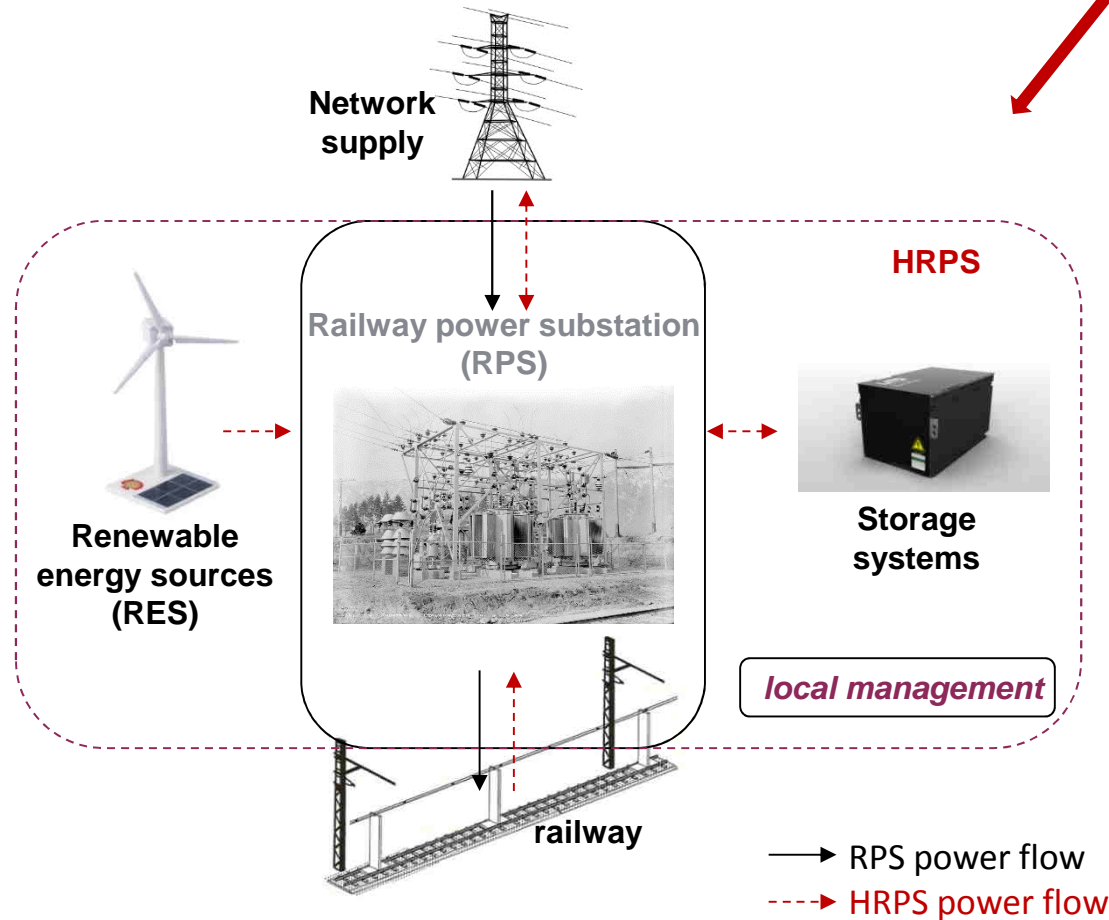 Network
supply
HRPS
Railway power substation
(RPS)
Renewable
energy sources
(RES)
Storage
systems
local management
railway
RPS power flow
HRPS power flow